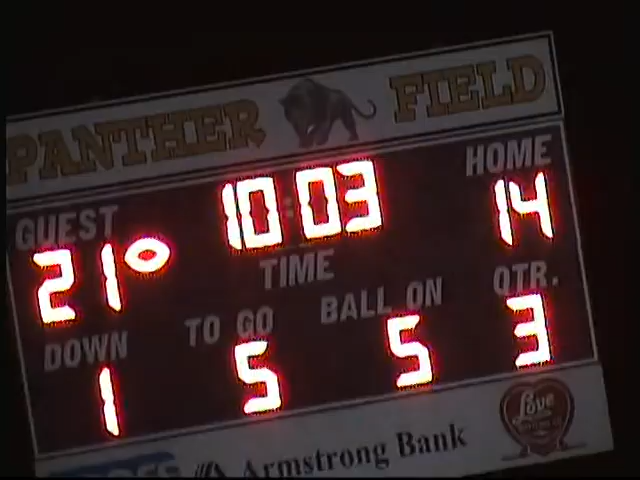 PANTHER FIELD
GUEST 10:03 HOME
21 TIME 14
DOWN TO GO BALL ON QTR.
1 5 5 3
Armstrong Bank Love